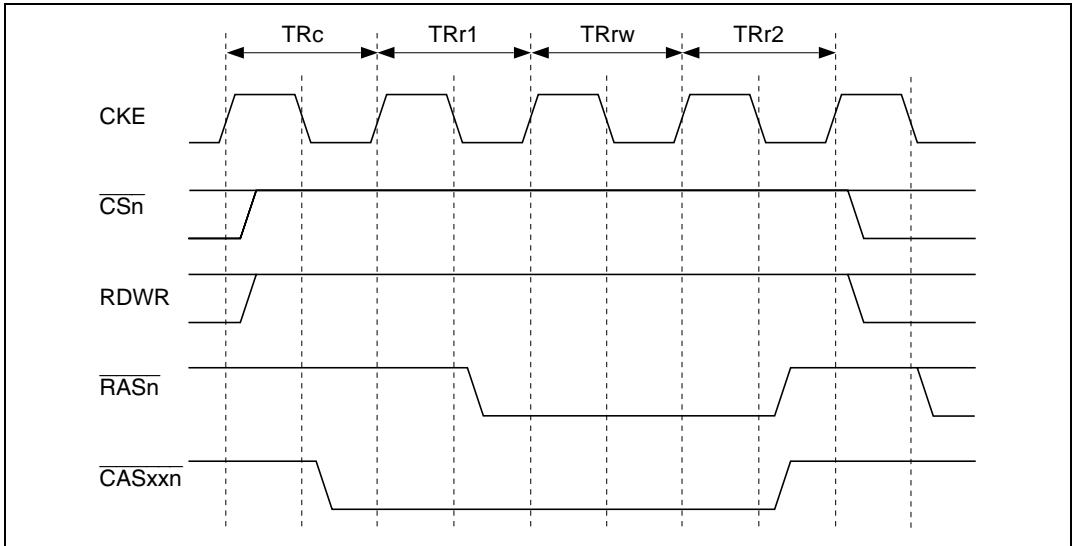 TRc TRr1 TRrw TRr2
CKE
CSn
RDWR
RASn
CASxxn